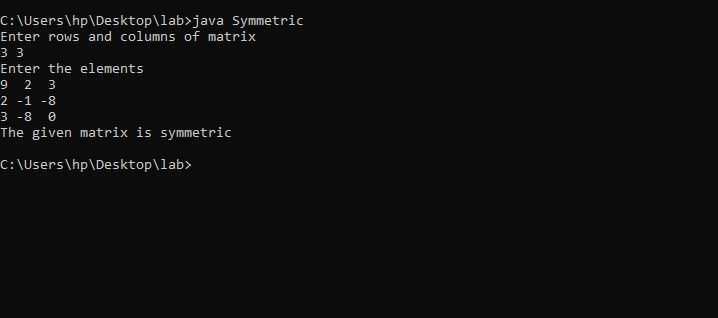 C:\Users\hp\Desktop\lab>java Symmetric
Enter rows and columns of matrix
3 3
Enter the elements
9  2  3
2 -1 -8
3 -8  0
The given matrix is symmetric
C:\Users\hp\Desktop\lab>